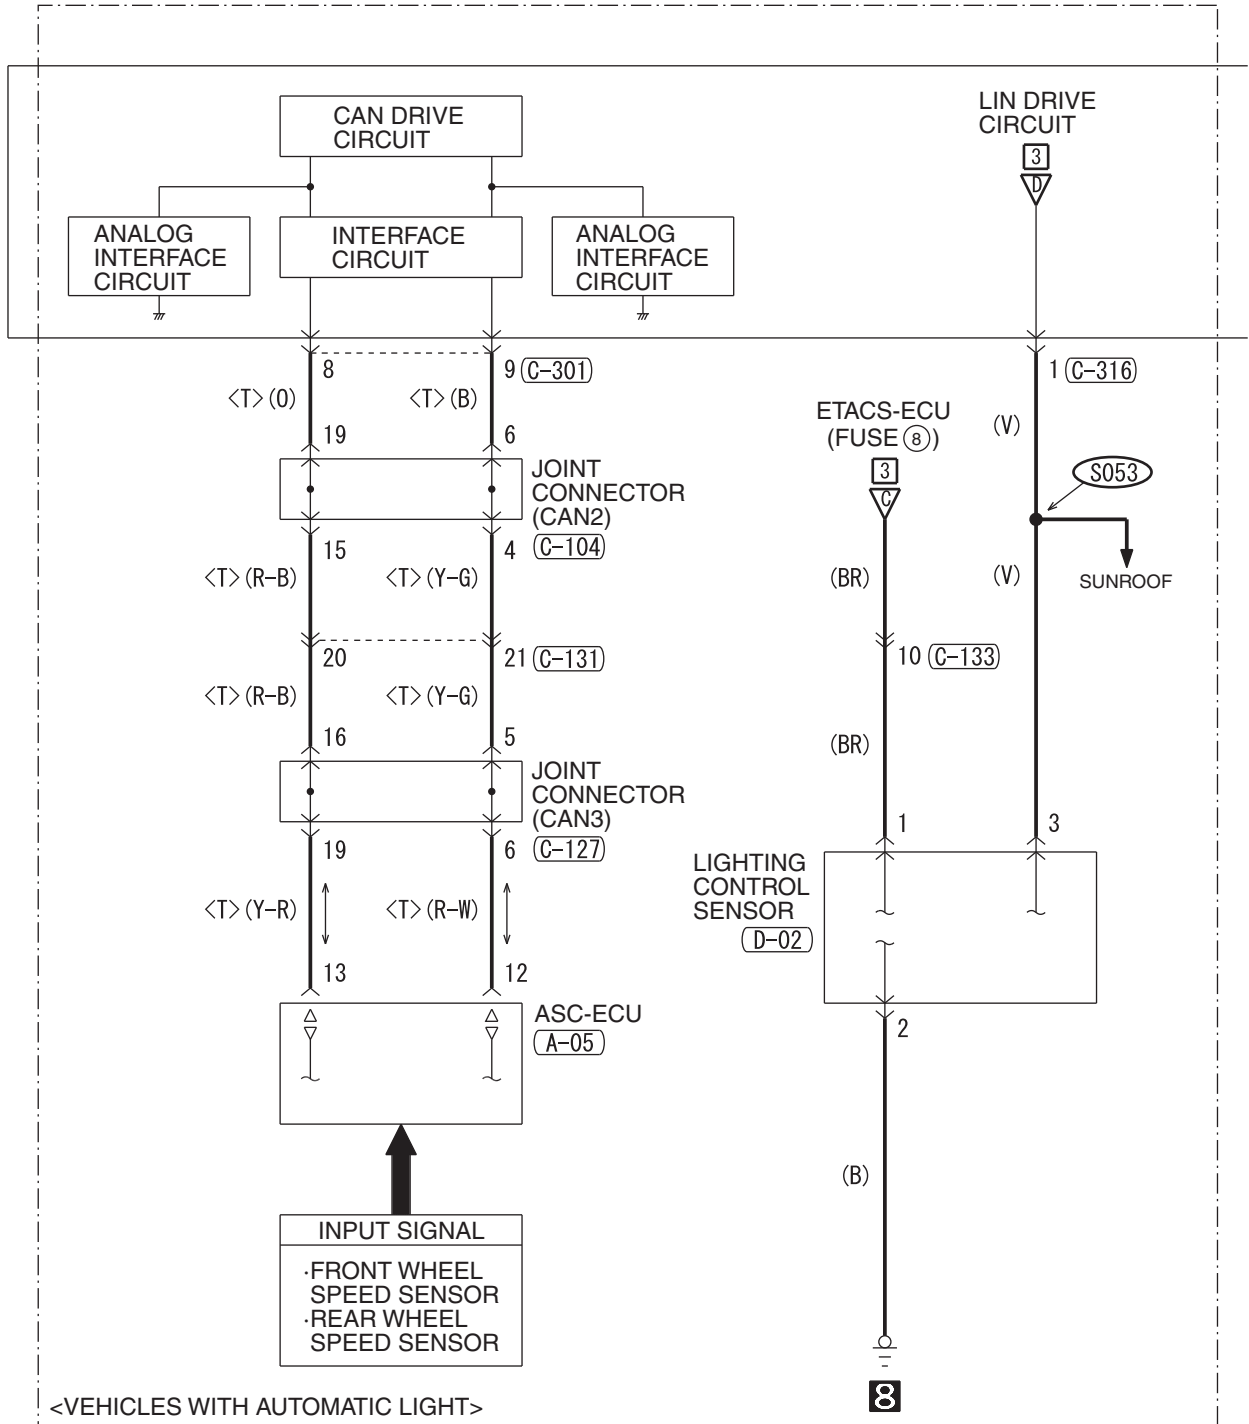 CAN DRIVE
CIRCUIT
LIN DRIVE
CIRCUIT
3
D
ANALOG
INTERFACE
CIRCUIT
INTERFACE
CIRCUIT
ANALOG
INTERFACE
CIRCUIT
8
9 C-301
1 C-316
<T>(O)
<T>(B)
ETACS-ECU
(FUSE 8)
(V)
19
6
3
C
S053
JOINT
CONNECTOR
(CAN2)
C-104
15
4
<T>(R-B)
<T>(Y-G)
(BR)
(V)
SUNROOF
20
21 C-131
10 C-133
<T>(R-B)
<T>(Y-G)
16
5
(BR)
JOINT
CONNECTOR
(CAN3)
C-127
19
6
1
3
LIGHTING
CONTROL
SENSOR
D-02
<T>(Y-R)
<T>(R-W)
13
12
ASC-ECU
A-05
2
(B)
INPUT SIGNAL
·FRONT WHEEL
SPEED SENSOR
·REAR WHEEL
SPEED SENSOR
8
<VEHICLES WITH AUTOMATIC LIGHT>